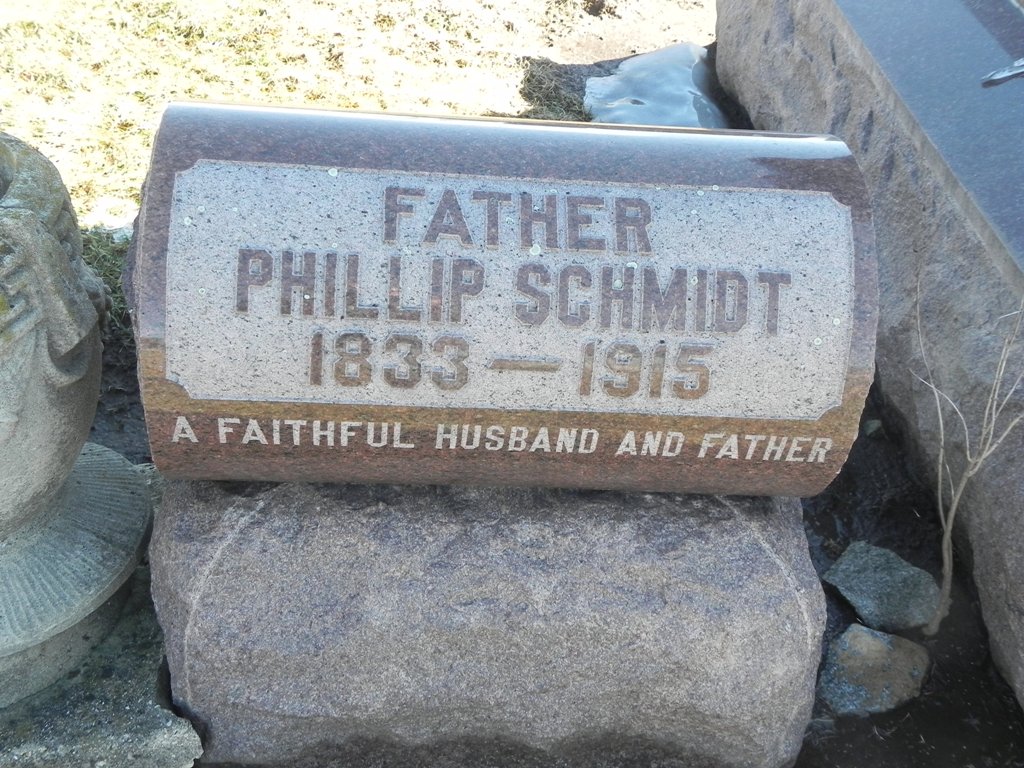 FATHER
PHILLIP SCHMIDT
1833 — 1915
A FAITHFUL HUSBAND AND FATHER